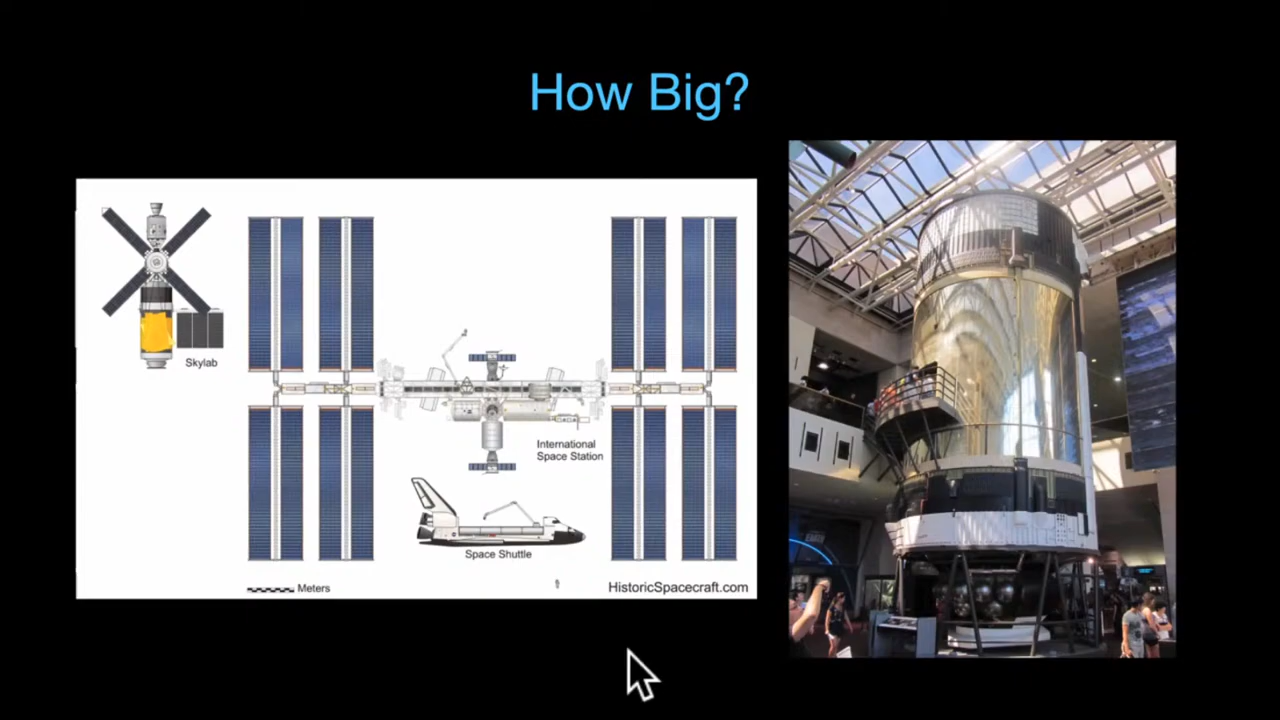 How Big?
Skylab
International
Space Station
Space Shuttle
Meters
HistoricSpacecraft.com